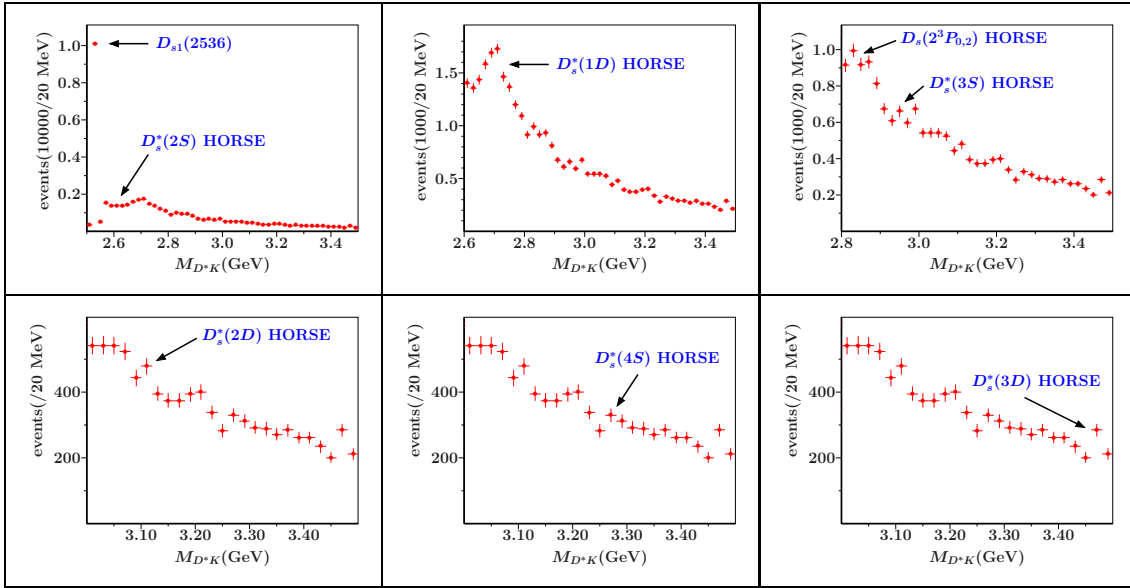 events(10000/20 MeV)
1.0
0.8
0.6
0.4
0.2
D_{s1}(2536)
D_s^*(2S) HORSE
2.6 2.8 3.0 3.2 3.4
M_{D*K}(GeV)
events(1000/20 MeV)
1.5
1.0
0.5
D_s^*(1D) HORSE
2.6 2.8 3.0 3.2 3.4
M_{D*K}(GeV)
events(1000/20 MeV)
1.0
0.8
0.6
0.4
0.2
D_s(2^3P_{0,2}) HORSE
D_s^*(3S) HORSE
2.8 3.0 3.2 3.4
M_{D*K}(GeV)
events(/20 MeV)
400
200
D_s^*(2D) HORSE
3.10 3.20 3.30 3.40
M_{D*K}(GeV)
events(/20 MeV)
400
200
D_s^*(4S) HORSE
3.10 3.20 3.30 3.40
M_{D*K}(GeV)
events(/20 MeV)
400
200
D_s^*(3D) HORSE
3.10 3.20 3.30 3.40
M_{D*K}(GeV)